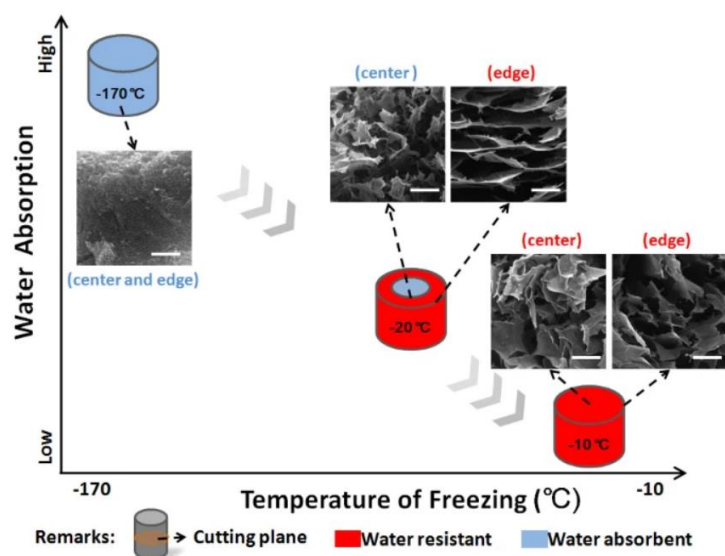 High
Water Absorption
Low
-170℃
(center and edge)
(center)
(edge)
-20℃
(center)
(edge)
-10℃
-170
Temperature of Freezing (℃)
-10
Remarks:
Cutting plane
Water resistant
Water absorbent